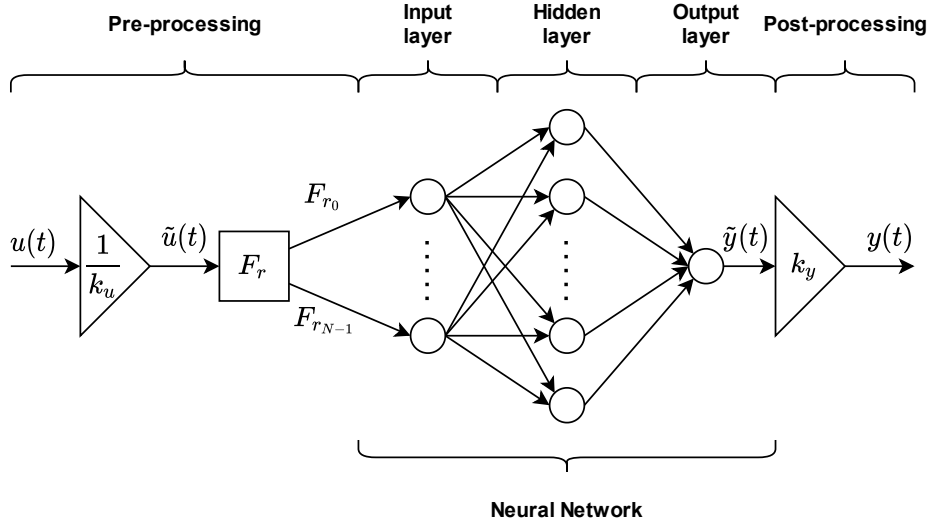 Pre-processing
Input
layer
Hidden
layer
Output
layer
Post-processing
u(t)
1
k_u
ũ(t)
F_r
F_{r_0}
F_{r_{N-1}}
ỹ(t)
k_y
y(t)
Neural Network